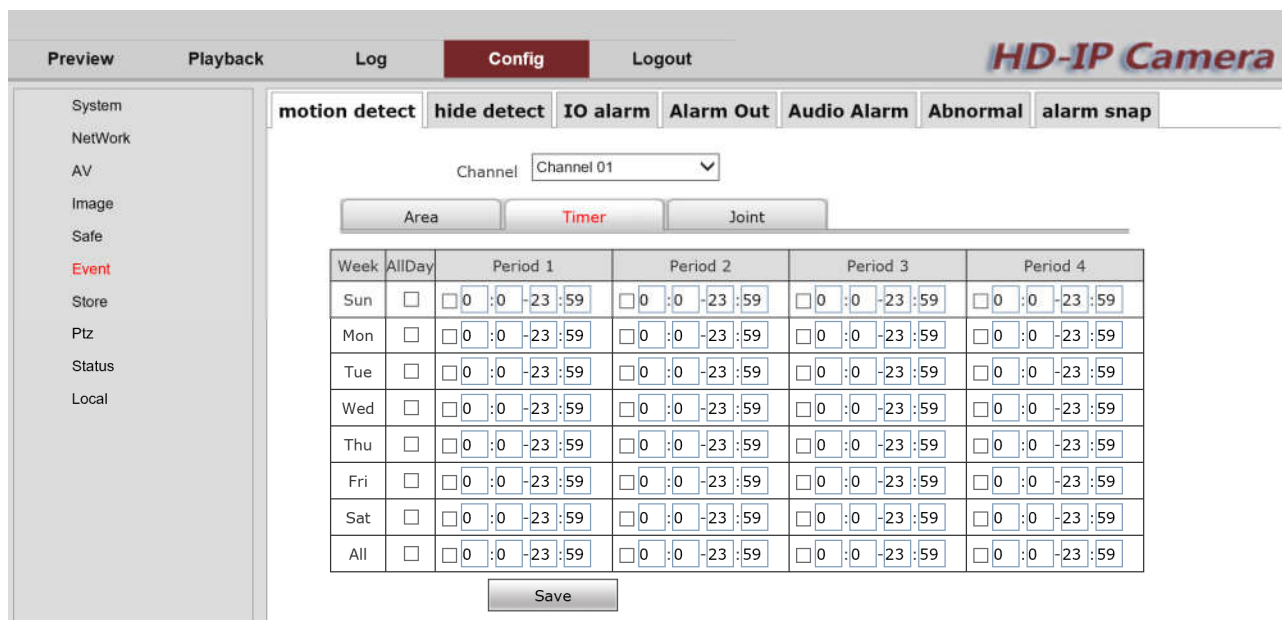 Preview Playback Log Config Logout HD-IP Camera
System
NetWork
AV
Image
Safe
Event
Store
Ptz
Status
Local
motion detect hide detect IO alarm Alarm Out Audio Alarm Abnormal alarm snap
Channel Channel 01
Area Timer Joint
Week AllDay Period 1 Period 2 Period 3 Period 4
Sun 0 :0 -23 :59 0 :0 -23 :59 0 :0 -23 :59 0 :0 -23 :59
Mon 0 :0 -23 :59 0 :0 -23 :59 0 :0 -23 :59 0 :0 -23 :59
Tue 0 :0 -23 :59 0 :0 -23 :59 0 :0 -23 :59 0 :0 -23 :59
Wed 0 :0 -23 :59 0 :0 -23 :59 0 :0 -23 :59 0 :0 -23 :59
Thu 0 :0 -23 :59 0 :0 -23 :59 0 :0 -23 :59 0 :0 -23 :59
Fri 0 :0 -23 :59 0 :0 -23 :59 0 :0 -23 :59 0 :0 -23 :59
Sat 0 :0 -23 :59 0 :0 -23 :59 0 :0 -23 :59 0 :0 -23 :59
All 0 :0 -23 :59 0 :0 -23 :59 0 :0 -23 :59 0 :0 -23 :59
Save